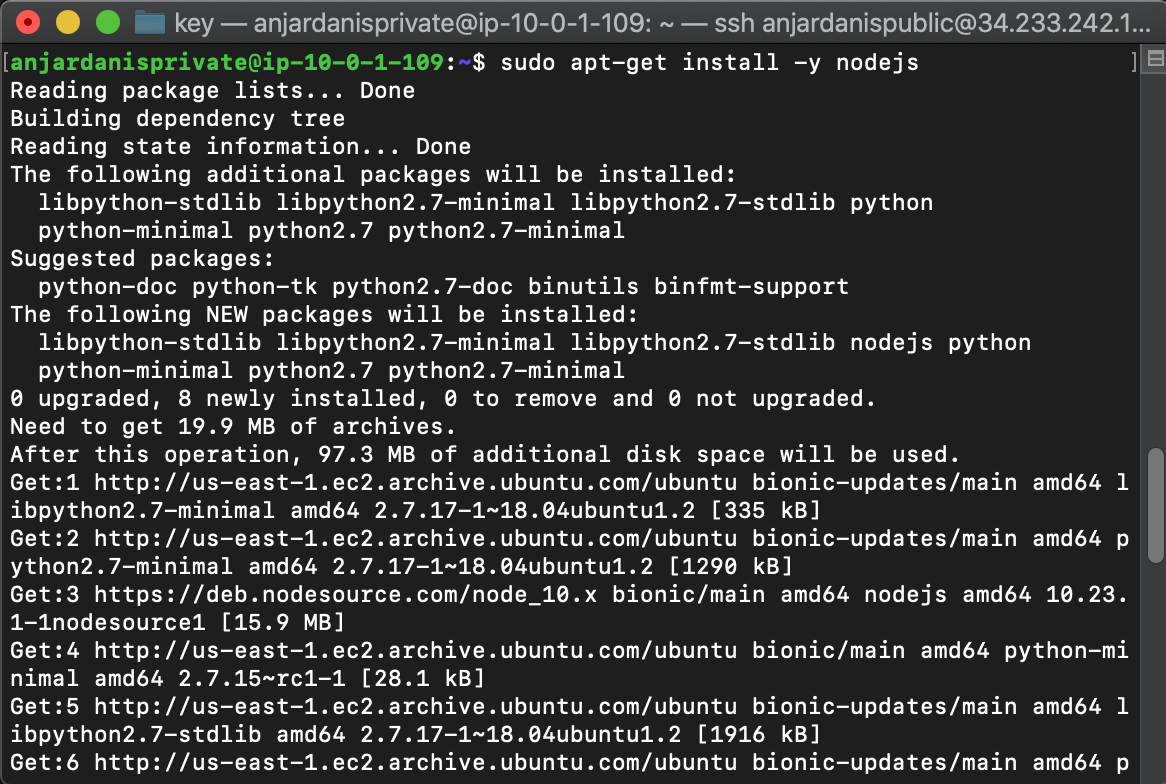 key — anjardanisprivate@ip-10-0-1-109: ~ — ssh anjardanispublic@34.233.242.1...
[anjardanisprivate@ip-10-0-1-109:~$ sudo apt-get install -y nodejs ]
Reading package lists... Done
Building dependency tree
Reading state information... Done
The following additional packages will be installed:
  libpython-stdlib libpython2.7-minimal libpython2.7-stdlib python
  python-minimal python2.7 python2.7-minimal
Suggested packages:
  python-doc python-tk python2.7-doc binutils binfmt-support
The following NEW packages will be installed:
  libpython-stdlib libpython2.7-minimal libpython2.7-stdlib nodejs python
  python-minimal python2.7 python2.7-minimal
0 upgraded, 8 newly installed, 0 to remove and 0 not upgraded.
Need to get 19.9 MB of archives.
After this operation, 97.3 MB of additional disk space will be used.
Get:1 http://us-east-1.ec2.archive.ubuntu.com/ubuntu bionic-updates/main amd64 l
ibpython2.7-minimal amd64 2.7.17-1~18.04ubuntu1.2 [335 kB]
Get:2 http://us-east-1.ec2.archive.ubuntu.com/ubuntu bionic-updates/main amd64 p
ython2.7-minimal amd64 2.7.17-1~18.04ubuntu1.2 [1290 kB]
Get:3 https://deb.nodesource.com/node_10.x bionic/main amd64 nodejs amd64 10.23.
1-1nodesource1 [15.9 MB]
Get:4 http://us-east-1.ec2.archive.ubuntu.com/ubuntu bionic/main amd64 python-mi
nimal amd64 2.7.15~rc1-1 [28.1 kB]
Get:5 http://us-east-1.ec2.archive.ubuntu.com/ubuntu bionic-updates/main amd64 l
ibpython2.7-stdlib amd64 2.7.17-1~18.04ubuntu1.2 [1916 kB]
Get:6 http://us-east-1.ec2.archive.ubuntu.com/ubuntu bionic-updates/main amd64 p